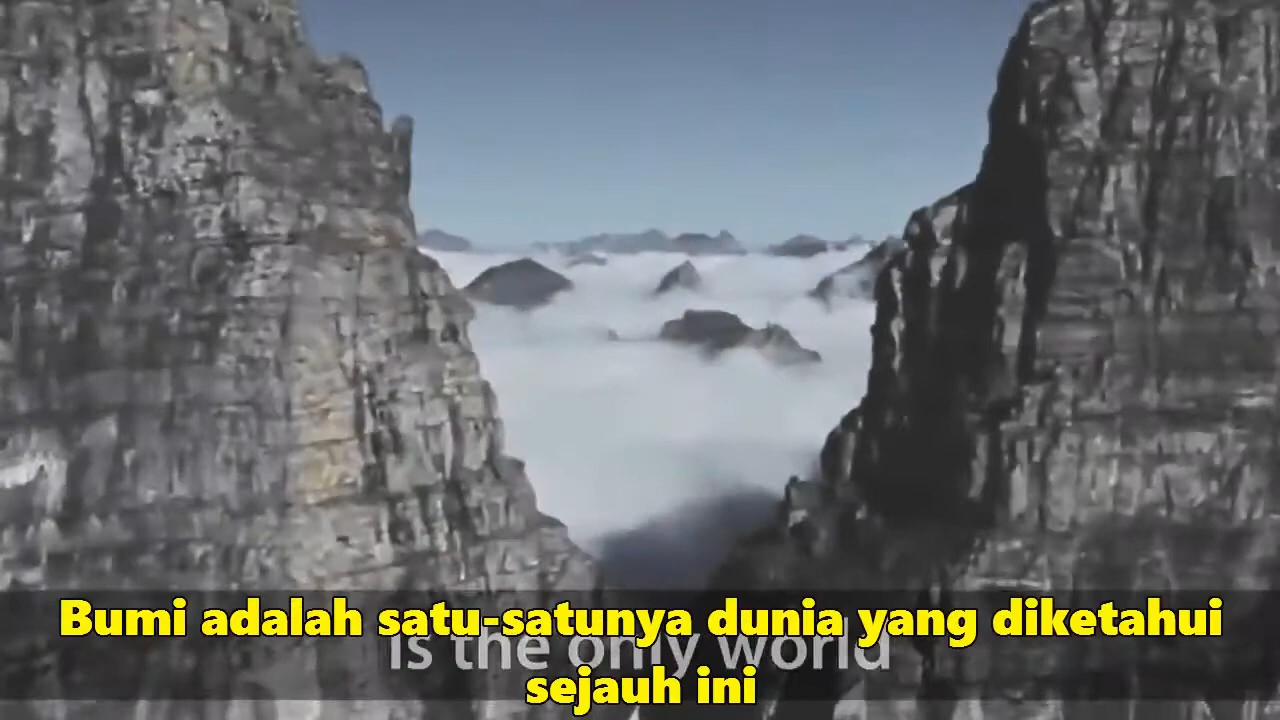 Bumi adalah satu-satunya dunia yang diketahui
is the only world
sejauh ini